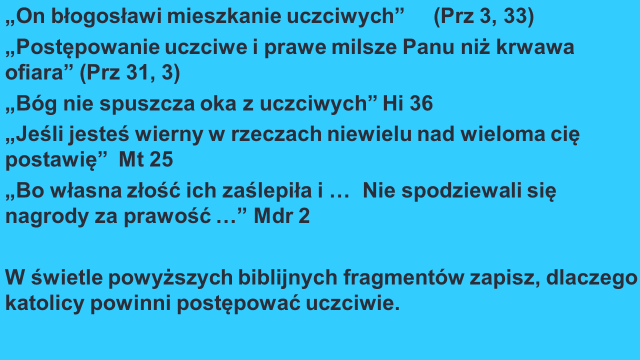 „On błogosławi mieszkanie uczciwych” (Prz 3, 33)
„Postępowanie uczciwe i prawe milsze Panu niż krwawa
ofiara” (Prz 31, 3)
„Bóg nie spuszcza oka z uczciwych” Hi 36
„Jeśli jesteś wierny w rzeczach niewielu nad wieloma cię
postawię” Mt 25
„Bo własna złość ich zaślepiła i … Nie spodziewali się
nagrody za prawość …” Mdr 2
W świetle powyższych biblijnych fragmentów zapisz, dlaczego
katolicy powinni postępować uczciwie.